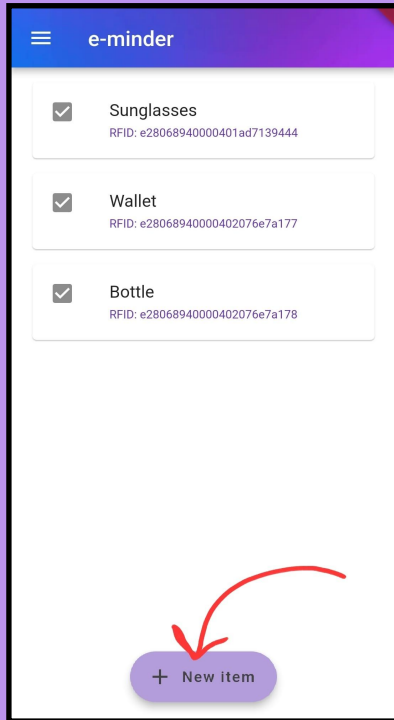 e-minder
Sunglasses
RFID: e28068940000401ad7139444
Wallet
RFID: e28068940000402076e7a177
Bottle
RFID: e28068940000402076e7a178
+ New item